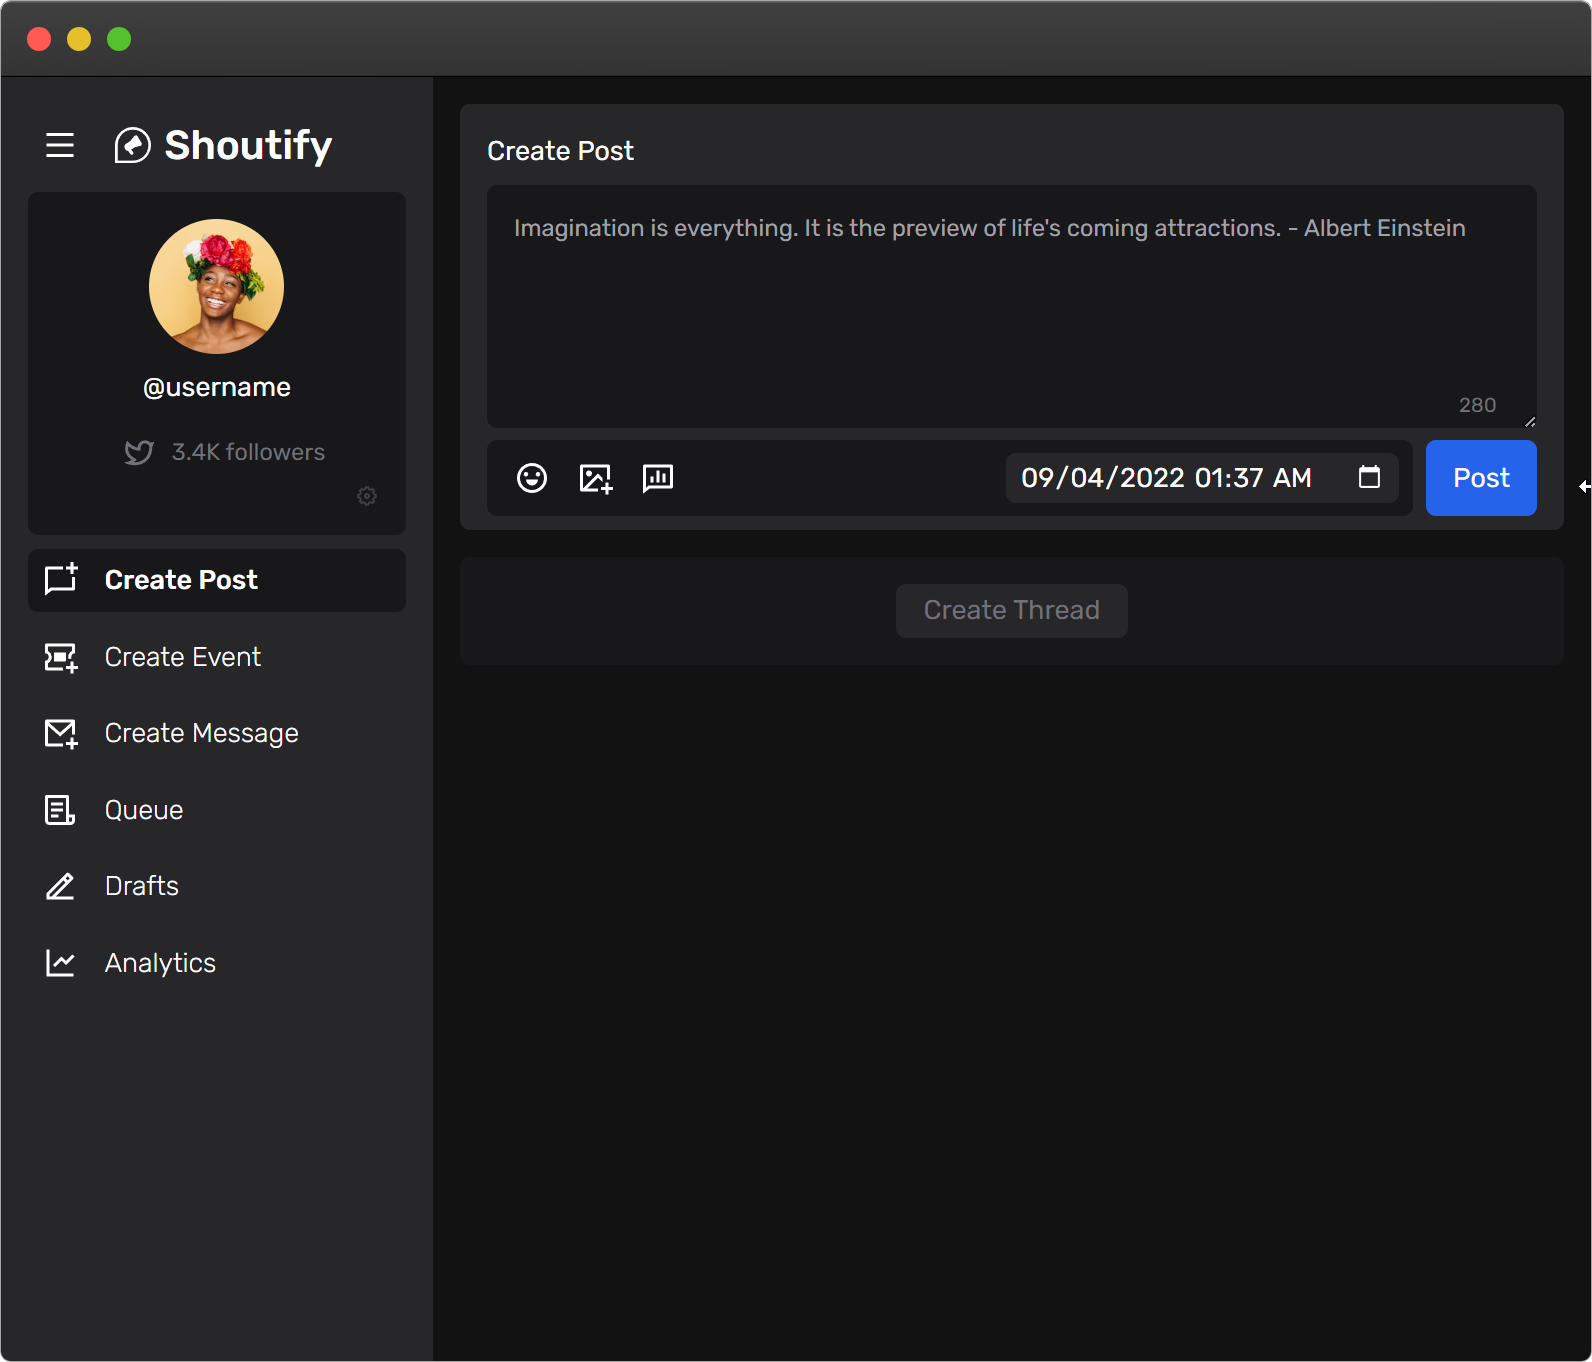 Shoutify
@username
3.4K followers
Create Post
Create Event
Create Message
Queue
Drafts
Analytics
Create Post
Imagination is everything. It is the preview of life's coming attractions. - Albert Einstein
280
09/04/2022 01:37 AM
Post
Create Thread